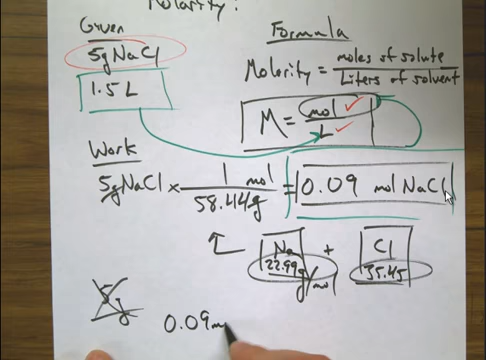 Molarity:
Given
5g NaCl
1.5 L
Formula
Molarity = moles of solute / Liters of solvent
M = mol / L
Work
5g NaCl x 1 mol / 58.44g = 0.09 mol NaCl
Na + Cl
22.99 g/mol 35.45
5g
0.09m